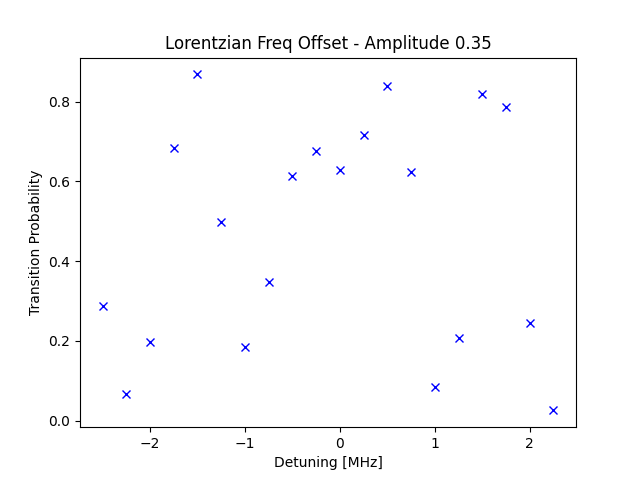 Lorentzian Freq Offset - Amplitude 0.35
0.8
0.6
0.4
0.2
0.0
Transition Probability
−2 −1 0 1 2
Detuning [MHz]